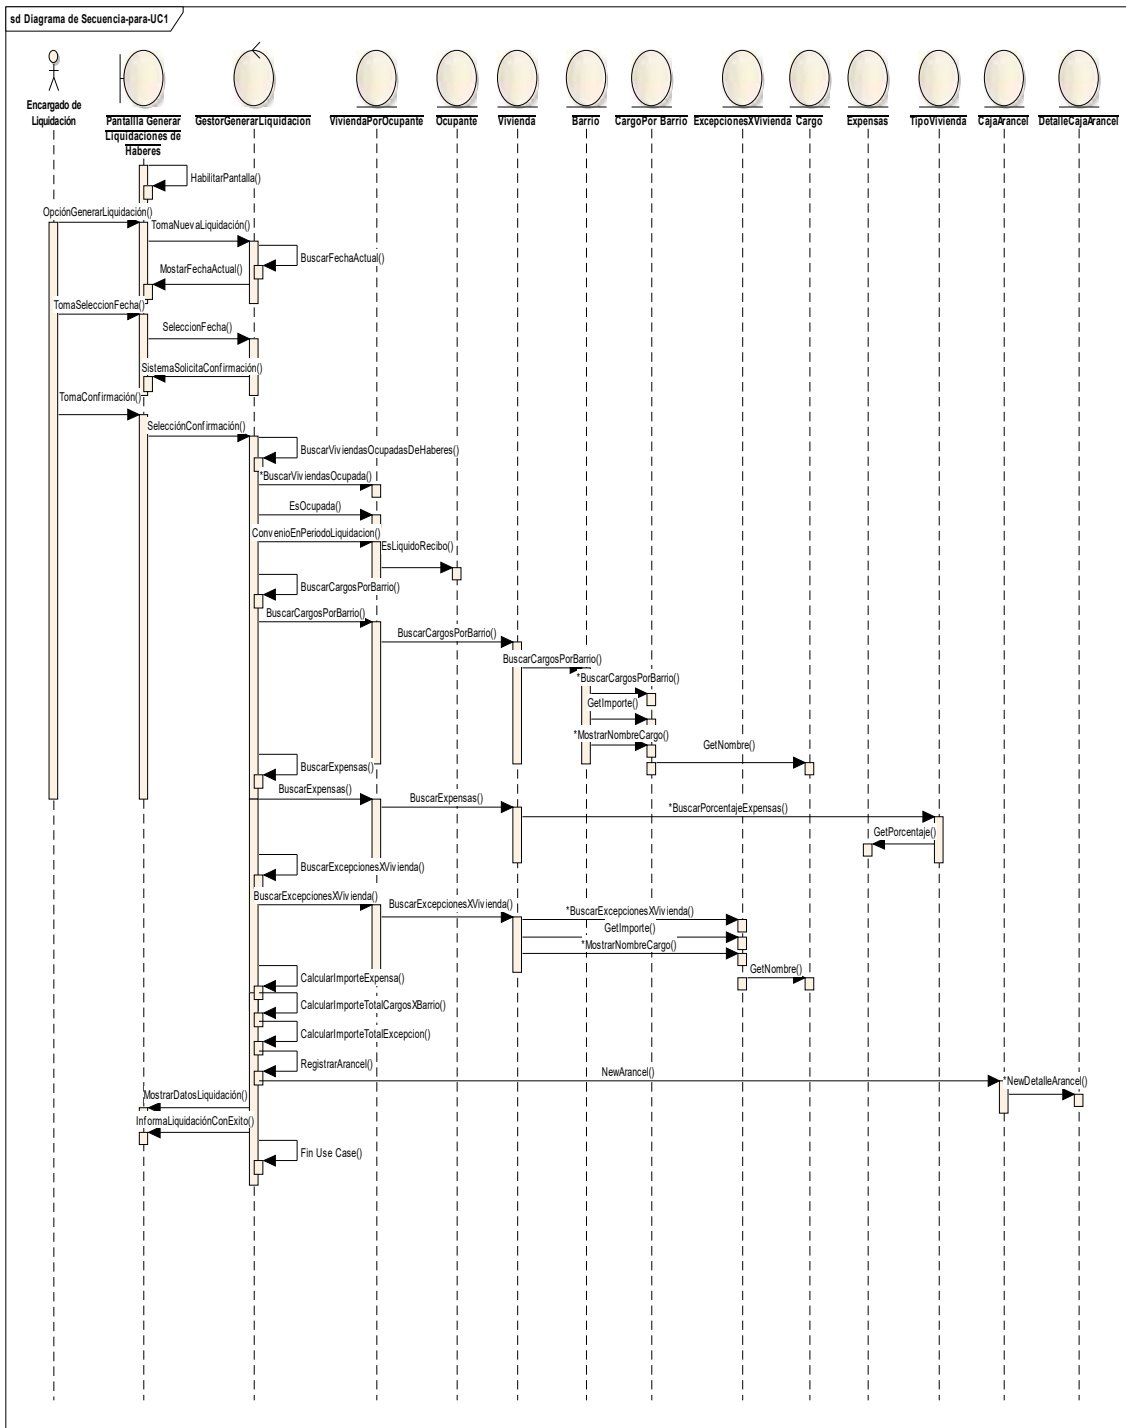 sd Diagrama de Secuencia-para-UC1
Encargado de
Liquidación
Pantallla Generar
Liquidaciones de
Haberes
GestorGenerarLiquidacion
ViviendaPorOcupante
Ocupante
Vivienda
Barrio
CargoPor Barrio
ExcepcionesXVivienda
Cargo
Expensas
TipoVivienda
CajaArancel
DetalleCajaArancel
HabilitarPantalla()
OpciónGenerarLiquidación()
TomaNuevaLiquidación()
BuscarFechaActual()
MostarFechaActual()
TomaSeleccionFecha()
SeleccionFecha()
SistemaSolicitaConfirmación()
TomaConfirmación()
SelecciónConfirmación()
BuscarViviendasOcupadasDeHaberes()
*BuscarViviendasOcupada()
EsOcupada()
ConvenioEnPeriodoLiquidacion()
EsLiquidoRecibo()
BuscarCargosPorBarrio()
BuscarCargosPorBarrio()
BuscarCargosPorBarrio()
BuscarCargosPorBarrio()
*BuscarCargosPorBarrio()
GetImporte()
*MostrarNombreCargo()
GetNombre()
BuscarExpensas()
BuscarExpensas()
BuscarExpensas()
*BuscarPorcentajeExpensas()
GetPorcentaje()
BuscarExcepcionesXVivienda()
BuscarExcepcionesXVivienda()
BuscarExcepcionesXVivienda()
*BuscarExcepcionesXVivienda()
GetImporte()
*MostrarNombreCargo()
GetNombre()
CalcularImporteExpensa()
CalcularImporteTotalCargosXBarrio()
CalcularImporteTotalExcepcion()
RegistrarArancel()
NewArancel()
*NewDetalleArancel()
MostrarDatosLiquidación()
InformaLiquidaciónConExito()
Fin Use Case()